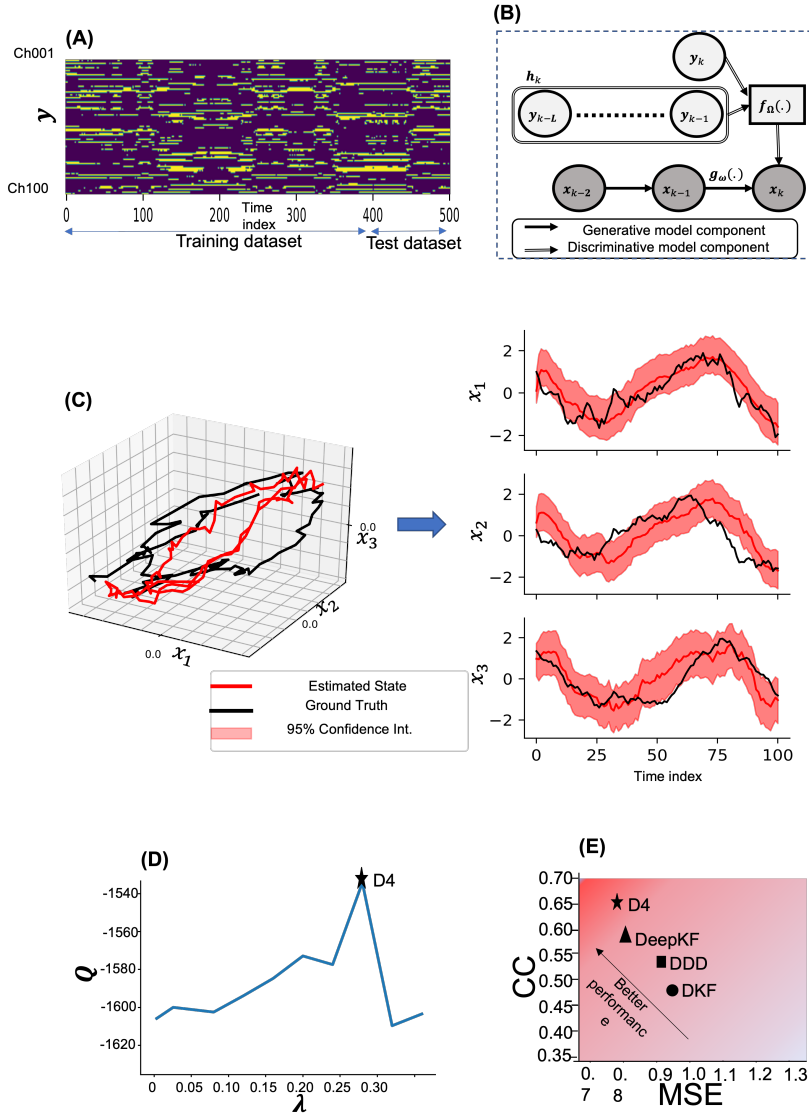 (A)
Ch001
y
Ch100
0 100 200 300 400 500
Time
index
Training dataset
Test dataset
(B)
y_k
h_k
y_{k-L} y_{k-1}
f_Ω(.)
g_ω(.)
x_{k-2} x_{k-1} x_k
Generative model component
Discriminative model component
(C)
0.0
x_3
x_2
0.0
0.0
x_1
Estimated State
Ground Truth
95% Confidence Int.
x_1
2
0
−2
x_2
2
0
−2
x_3
2
0
−2
0 25 50 75 100
Time index
(D)
D4
Q
-1540
-1560
-1580
-1600
-1620
0 0.05 0.10 0.15 0.20 0.25 0.30
λ
(E)
CC
0.70
0.65
0.60
0.55
0.50
0.45
0.40
0.35
D4
DeepKF
DDD
DKF
Better
performanc
e
0. 0. 0.9 1.0 1.1 1.2 1.3
7 8
MSE